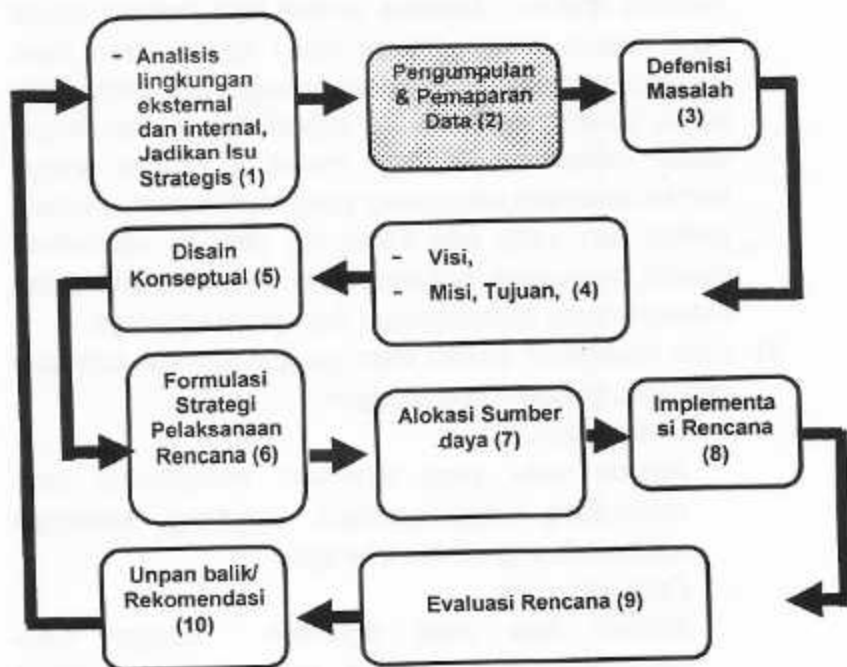 - Analisis
lingkungan
eksternal
dan internal,
Jadikan Isu
Strategis (1)
Pengumpulan
& Pemaparan
Data (2)
Defenisi
Masalah
(3)
- Visi,
- Misi, Tujuan, (4)
Disain
Konseptual (5)
Formulasi
Strategi
Pelaksanaan
Rencana (6)
Alokasi Sumber
daya (7)
Implementa
si Rencana
(8)
Evaluasi Rencana (9)
Unpan balik/
Rekomendasi
(10)